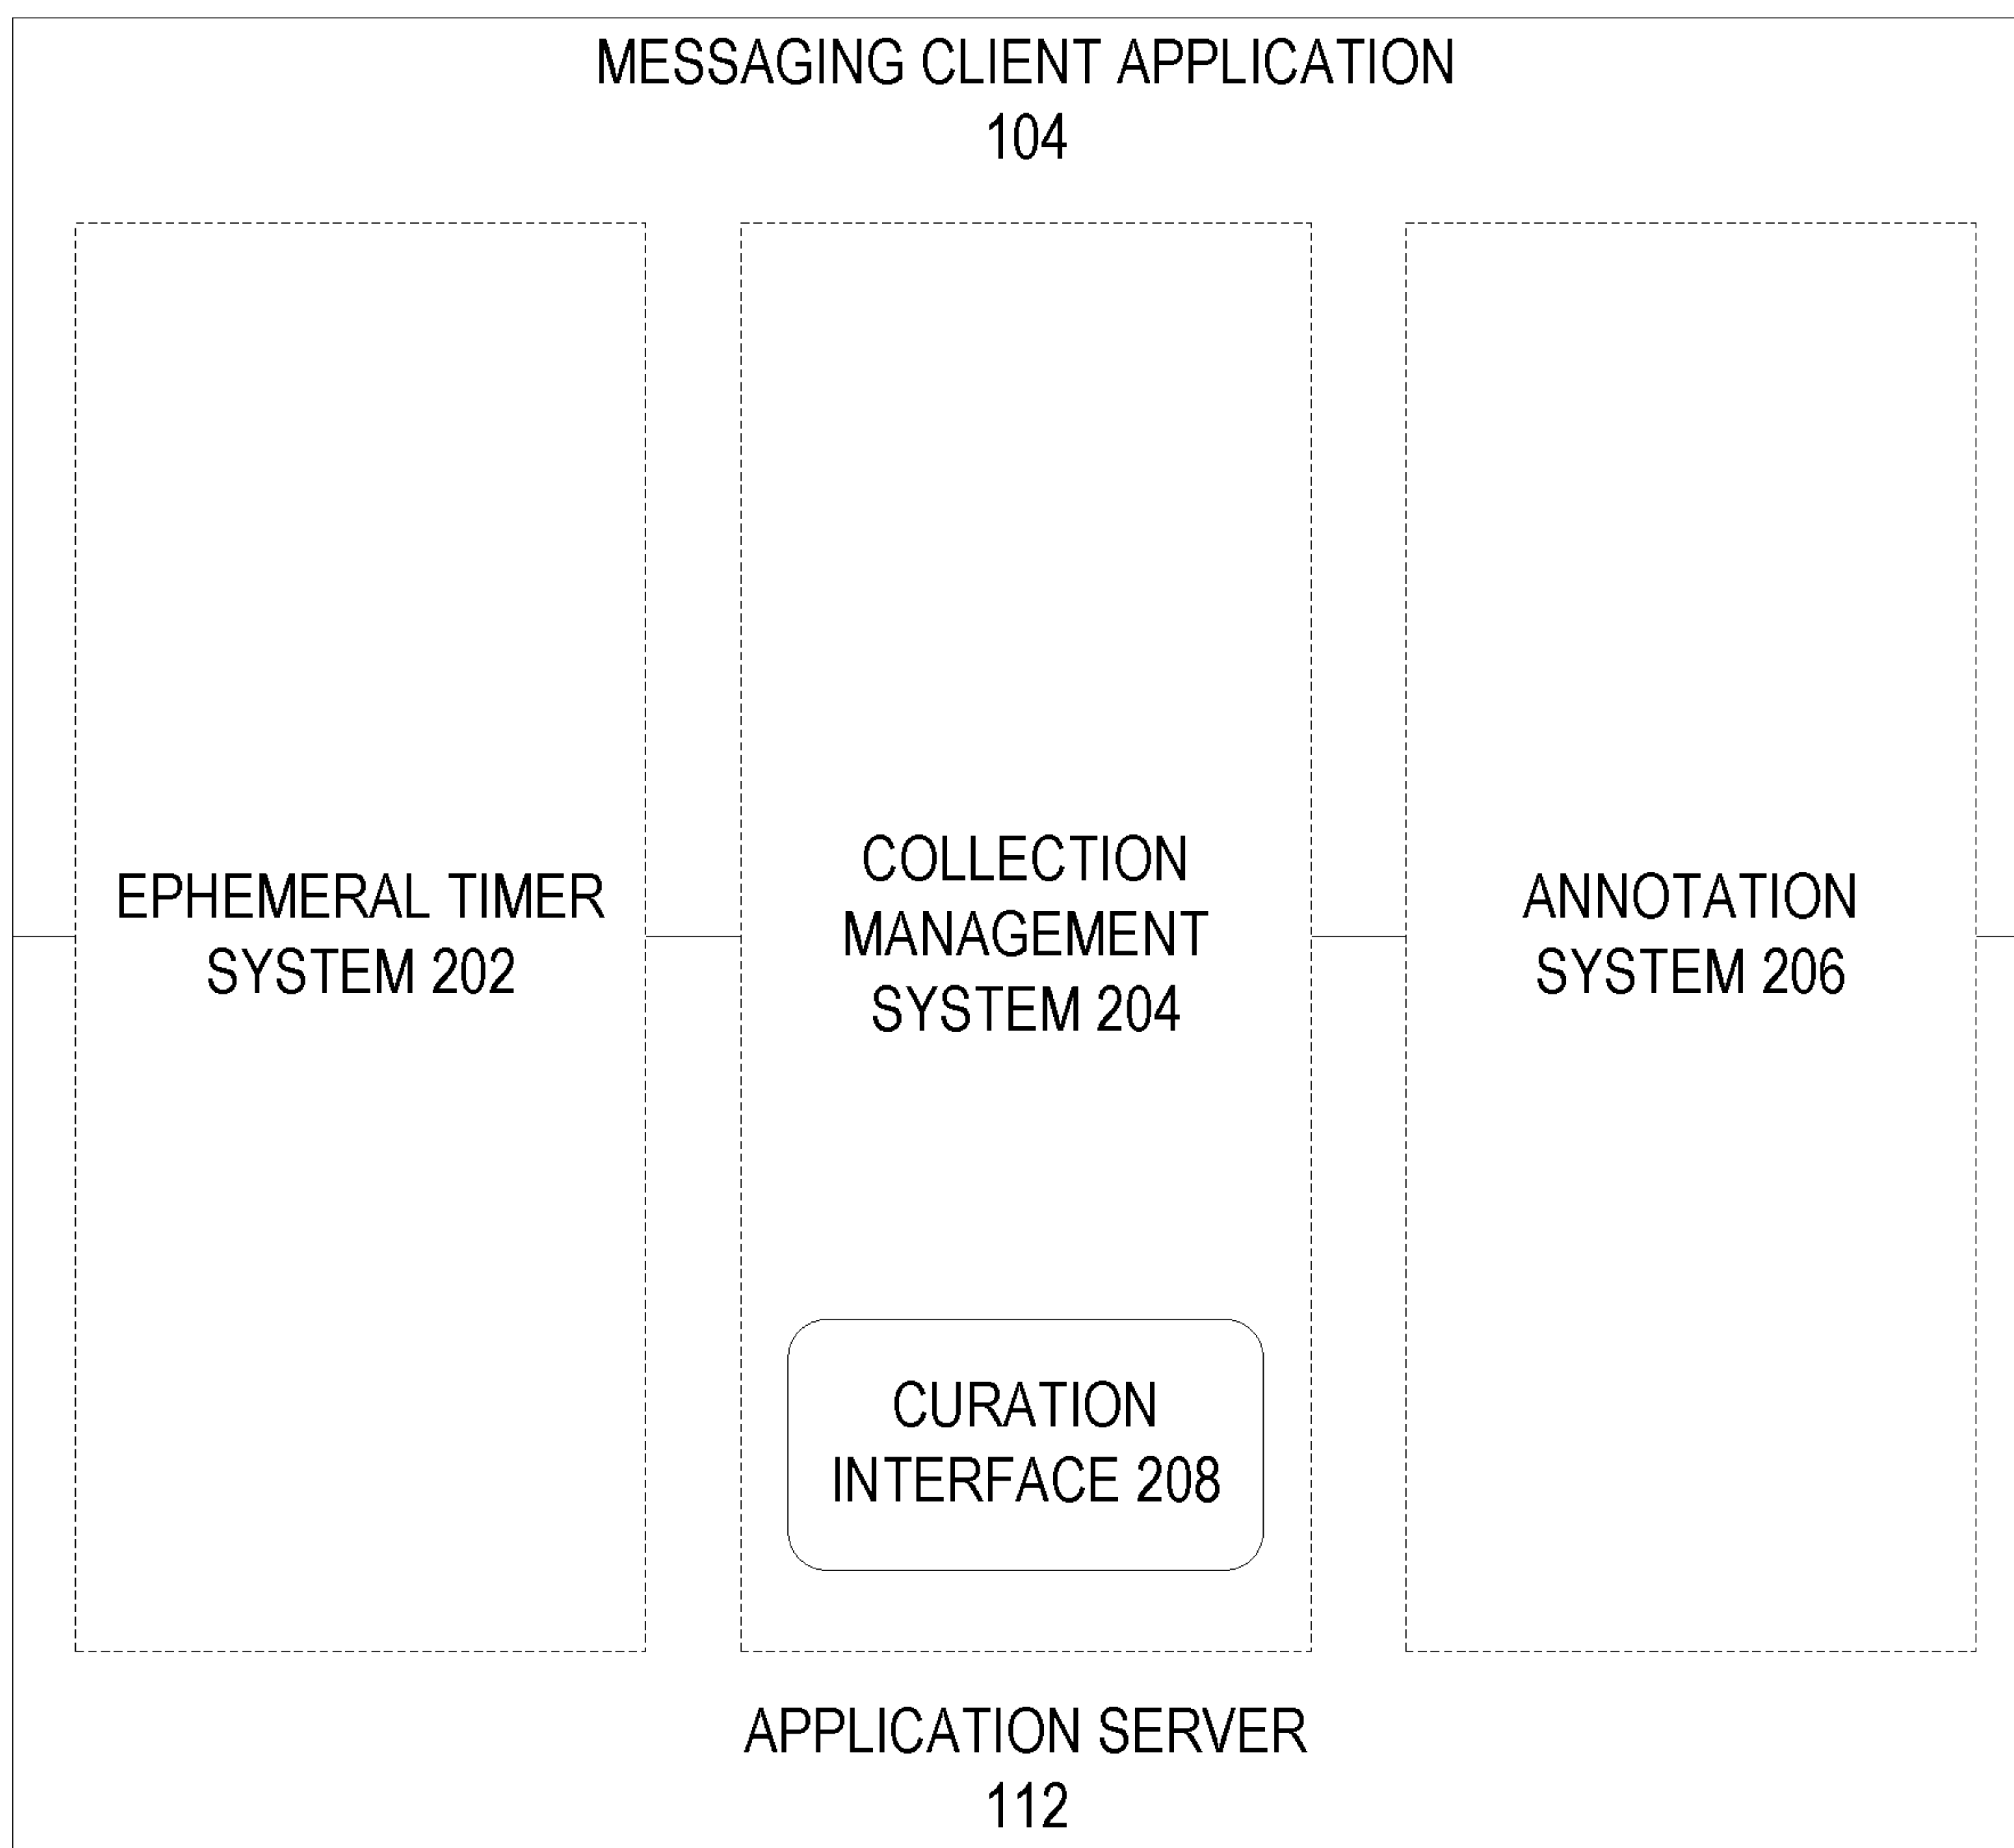 MESSAGING CLIENT APPLICATION
104
EPHEMERAL TIMER
SYSTEM 202
COLLECTION
MANAGEMENT
SYSTEM 204
ANNOTATION
SYSTEM 206
CURATION
INTERFACE 208
APPLICATION SERVER
112